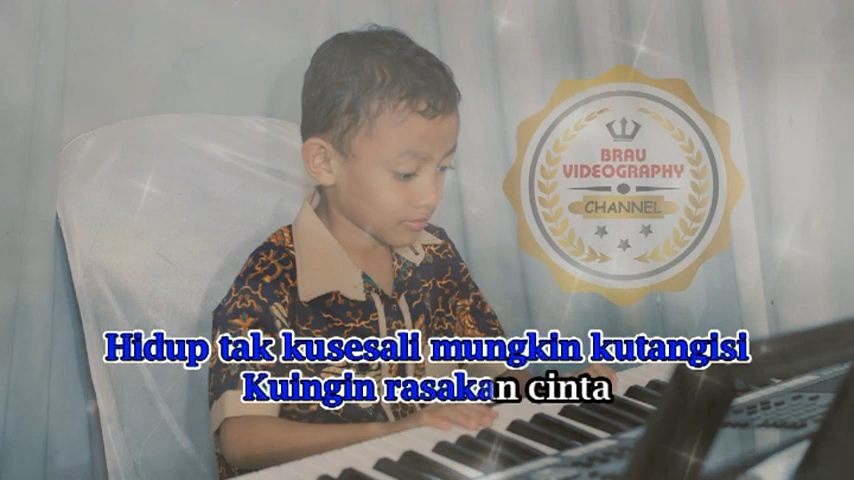 BRAU
VIDEOGRAPHY
CHANNEL
Hidup tak kusesali mungkin kutangisi
Kuingin rasakan cinta